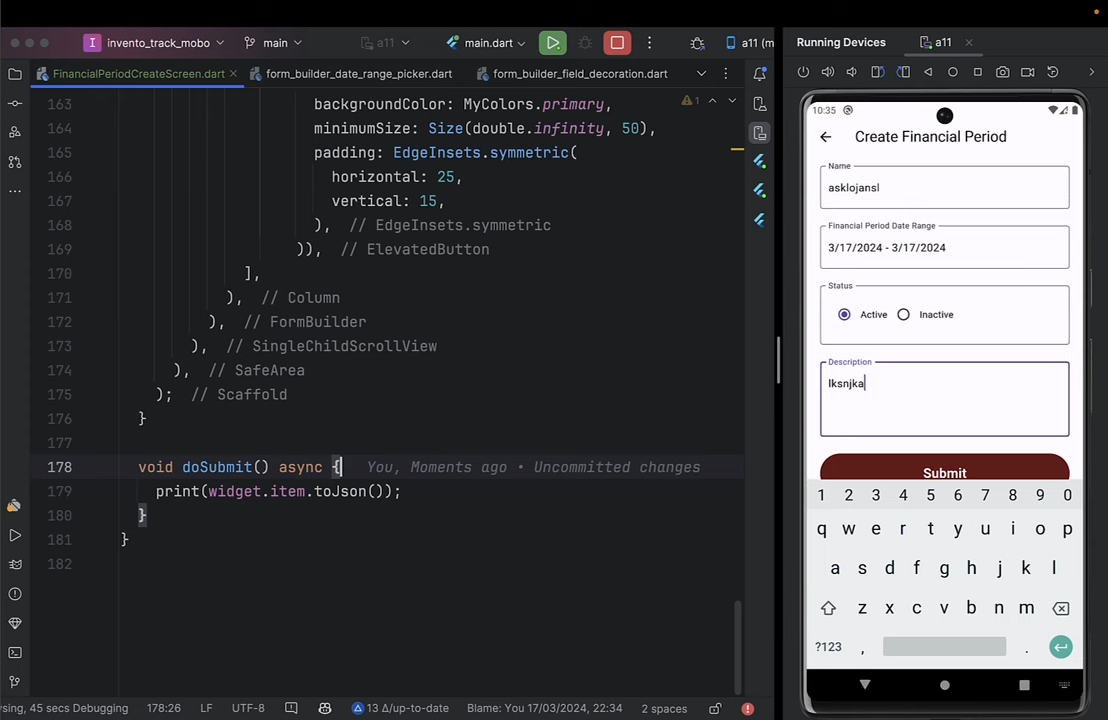 I invento_track_mobo main a11 main.dart a11 (m Running Devices a11
FinancialPeriodCreateScreen.dart form_builder_date_range_picker.dart form_builder_field_decoration.dart
163 backgroundColor: MyColors.primary, 1
164 minimumSize: Size(double.infinity, 50),
165 padding: EdgeInsets.symmetric(
166 horizontal: 25,
167 vertical: 15,
168 ), // EdgeInsets.symmetric
169 )), // ElevatedButton
170 ],
171 ), // Column
172 ), // FormBuilder
173 ), // SingleChildScrollView
174 ), // SafeArea
175 ); // Scaffold
176 }
177
178 void doSubmit() async { You, Moments ago • Uncommitted changes
179 print(widget.item.toJson());
180 }
181 }
182
10:35
Create Financial Period
Name
asklojansl
Financial Period Date Range
3/17/2024 - 3/17/2024
Status
Active Inactive
Description
lksnjka
Submit
1 2 3 4 5 6 7 8 9 0
q w e r t y u i o p
a s d f g h j k l
z x c v b n m
?123 , .
ysing, 45 secs Debugging 178:26 LF UTF-8 13 Δ/up-to-date Blame: You 17/03/2024, 22:34 2 spaces